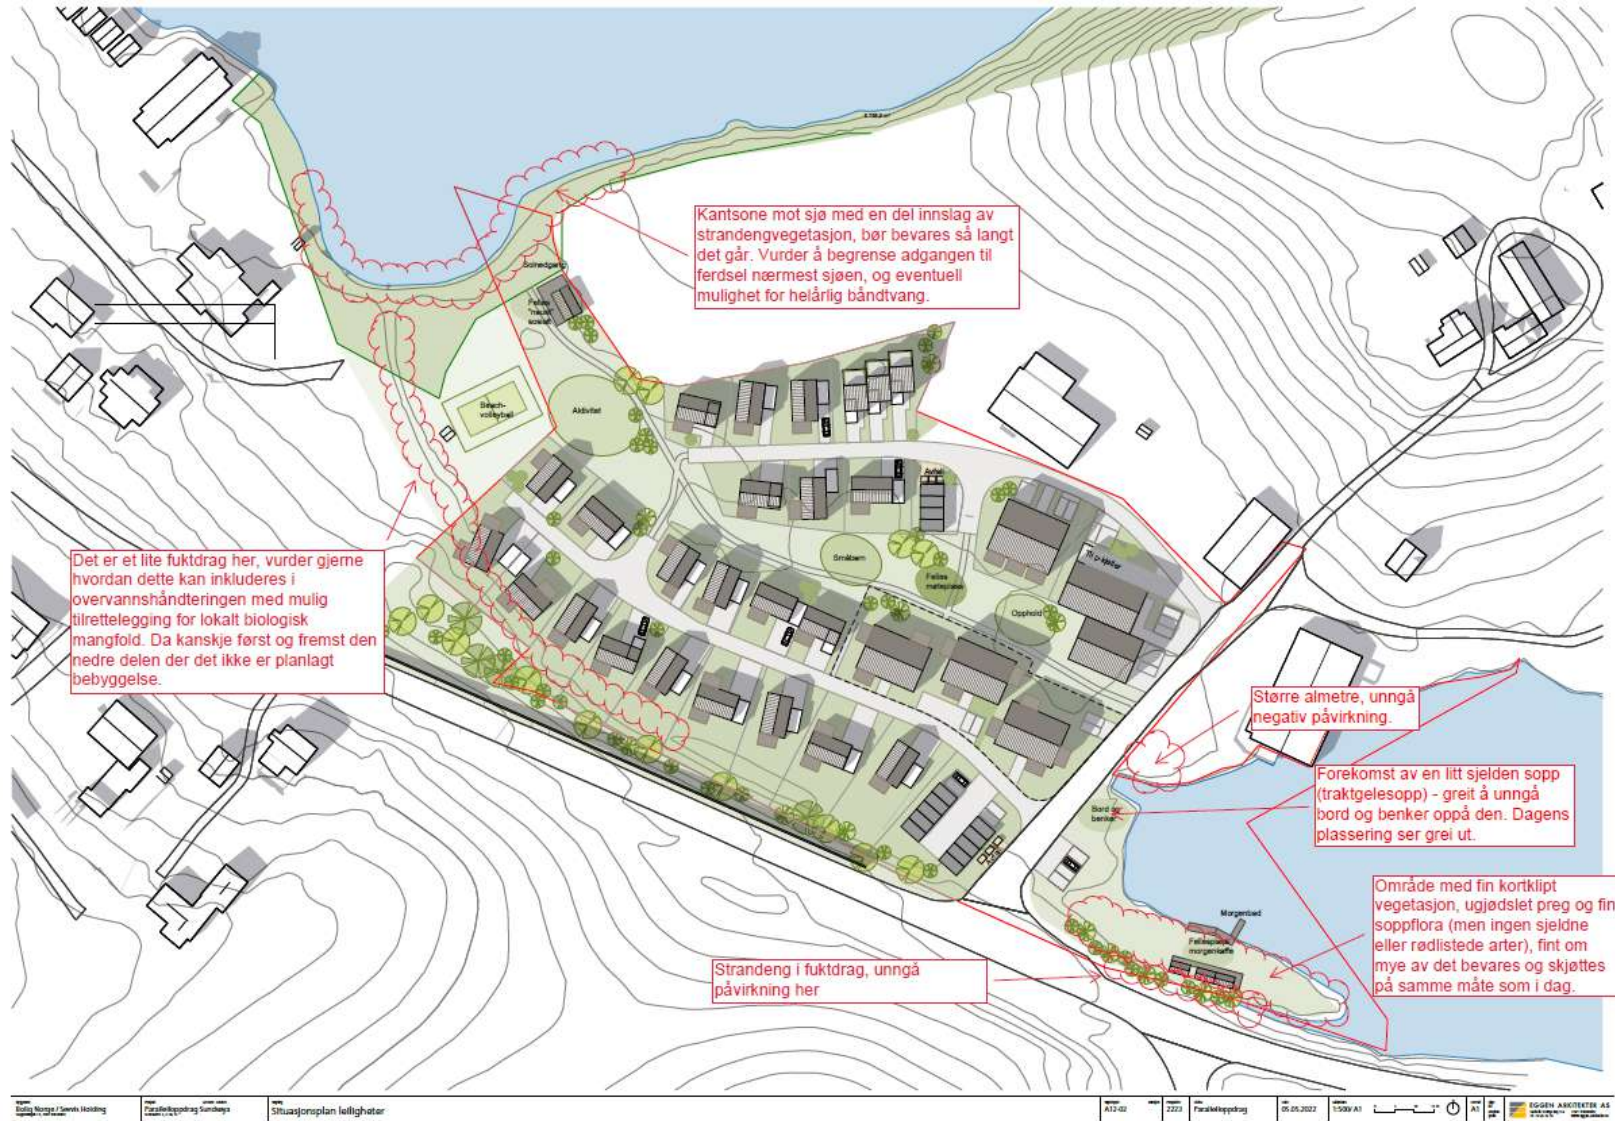 Kantsone mot sjø med en del innslag av
strandengvegetasjon, bør bevares så langt
det går. Vurder å begrense adgangen til
ferdsel nærmest sjøen, og eventuell
mulighet for helårlig båndtvang.
Solnedgang
Felles
"naust"
Beach-
volleyball
Aktivitet
Avfall
Småbarn
Felles
møteplass
Opphold
Det er et lite fuktdrag her, vurder gjerne
hvordan dette kan inkluderes i
overvannshåndteringen med mulig
tilrettelegging for lokalt biologisk
mangfold. Da kanskje først og fremst den
nedre delen der det ikke er planlagt
bebyggelse.
Større almetre, unngå
negativ påvirkning.
Forekomst av en litt sjelden sopp
(traktgelesopp) - greit å unngå
bord og benker oppå den. Dagens
plassering ser grei ut.
Bord og
benker
Avfall
Område med fin kortklipt
vegetasjon, ugjødslet preg og fin
soppflora (men ingen sjeldne
eller rødlistede arter), fint om
mye av det bevares og skjøttes
på samme måte som i dag.
Morgenbad
Fellesplass
morgenkaffe
Strandeng i fuktdrag, unngå
påvirkning her
Bolig Norge / Sørvis Holding
Parallelloppdrag Sundøya
Situasjonsplan leiligheter
A12-02
2223
Parallelloppdrag
05.05.2022
1:500/ A1
A1
EGGEN ARKITEKTER AS